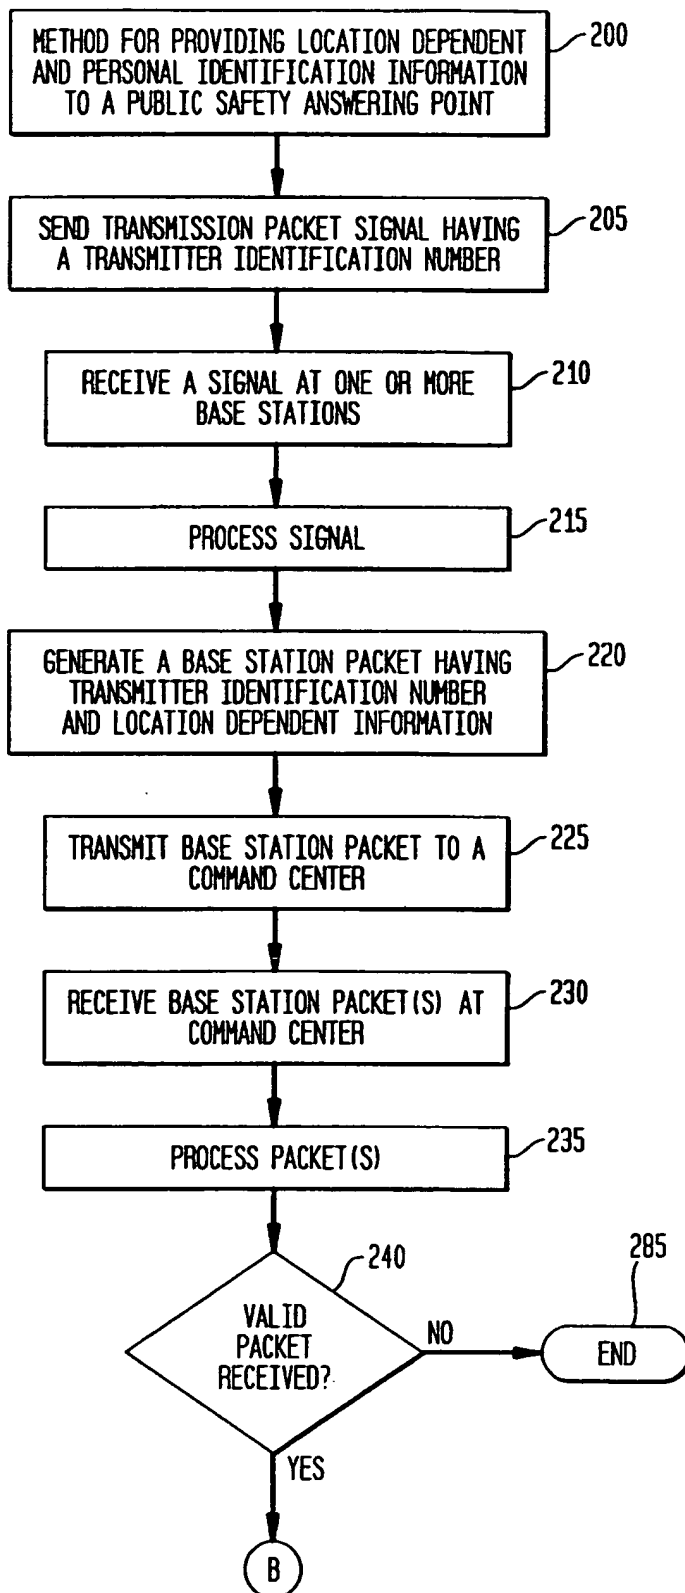 METHOD FOR PROVIDING LOCATION DEPENDENT
AND PERSONAL IDENTIFICATION INFORMATION
TO A PUBLIC SAFETY ANSWERING POINT
200
SEND TRANSMISSION PACKET SIGNAL HAVING
A TRANSMITTER IDENTIFICATION NUMBER
205
RECEIVE A SIGNAL AT ONE OR MORE
BASE STATIONS
210
PROCESS SIGNAL
215
GENERATE A BASE STATION PACKET HAVING
TRANSMITTER IDENTIFICATION NUMBER
AND LOCATION DEPENDENT INFORMATION
220
TRANSMIT BASE STATION PACKET TO A
COMMAND CENTER
225
RECEIVE BASE STATION PACKET(S) AT
COMMAND CENTER
230
PROCESS PACKET(S)
235
240
VALID
PACKET
RECEIVED?
NO
285
END
YES
B